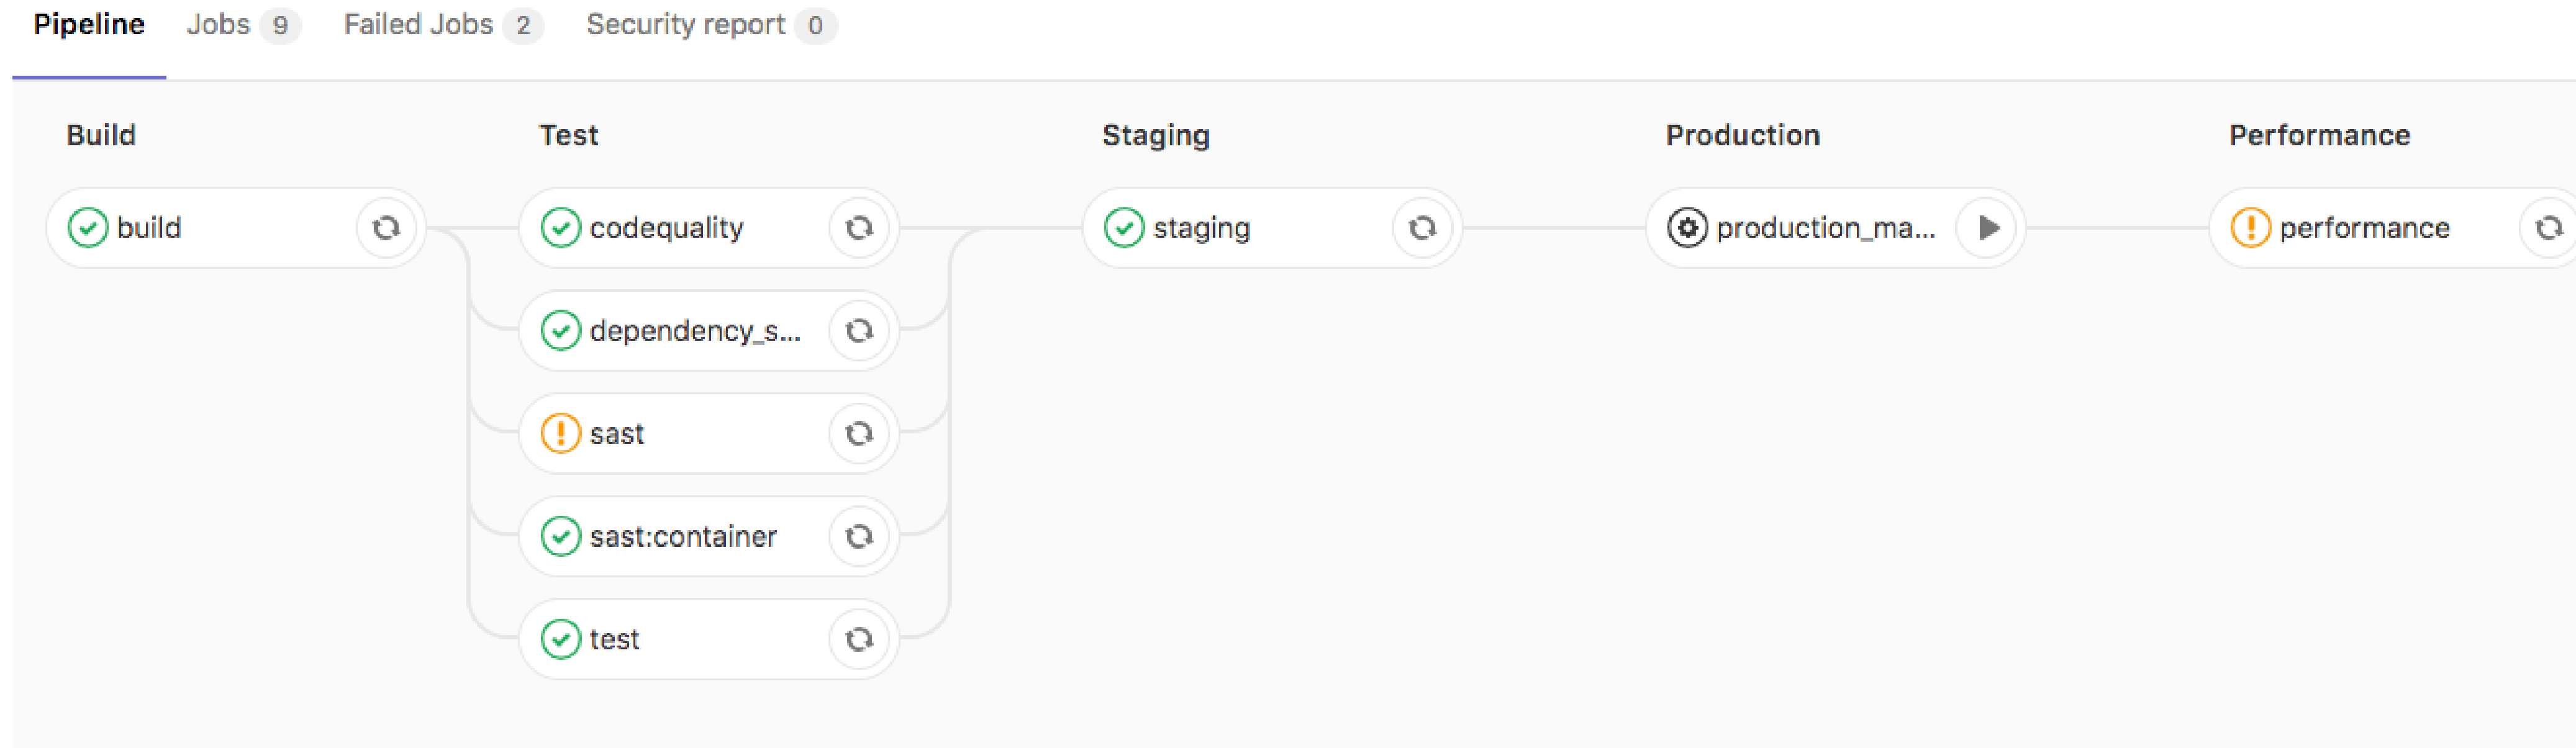 Pipeline Jobs 9 Failed Jobs 2 Security report 0
Build Test Staging Production Performance
build codequality staging production_ma... performance
dependency_s...
sast
sast:container
test